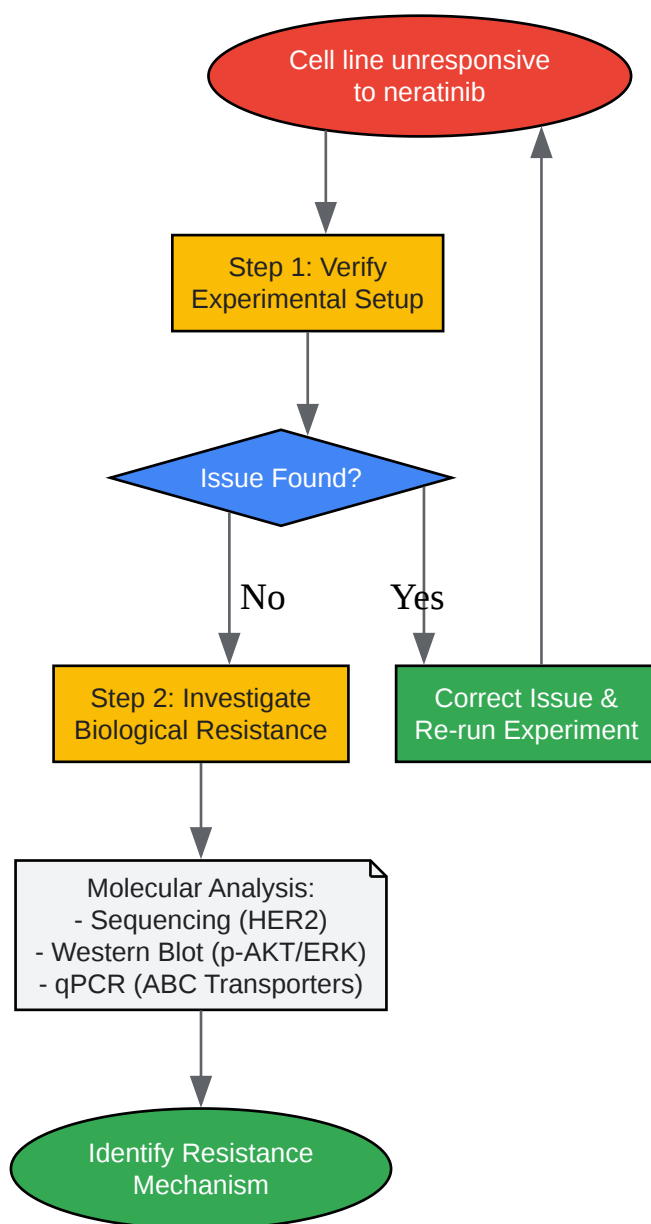 Cell line unresponsive
to neratinib
Step 1: Verify
Experimental Setup
Issue Found?
No
Yes
Step 2: Investigate
Biological Resistance
Correct Issue &
Re-run Experiment
Molecular Analysis:
- Sequencing (HER2)
- Western Blot (p-AKT/ERK)
- qPCR (ABC Transporters)
Identify Resistance
Mechanism